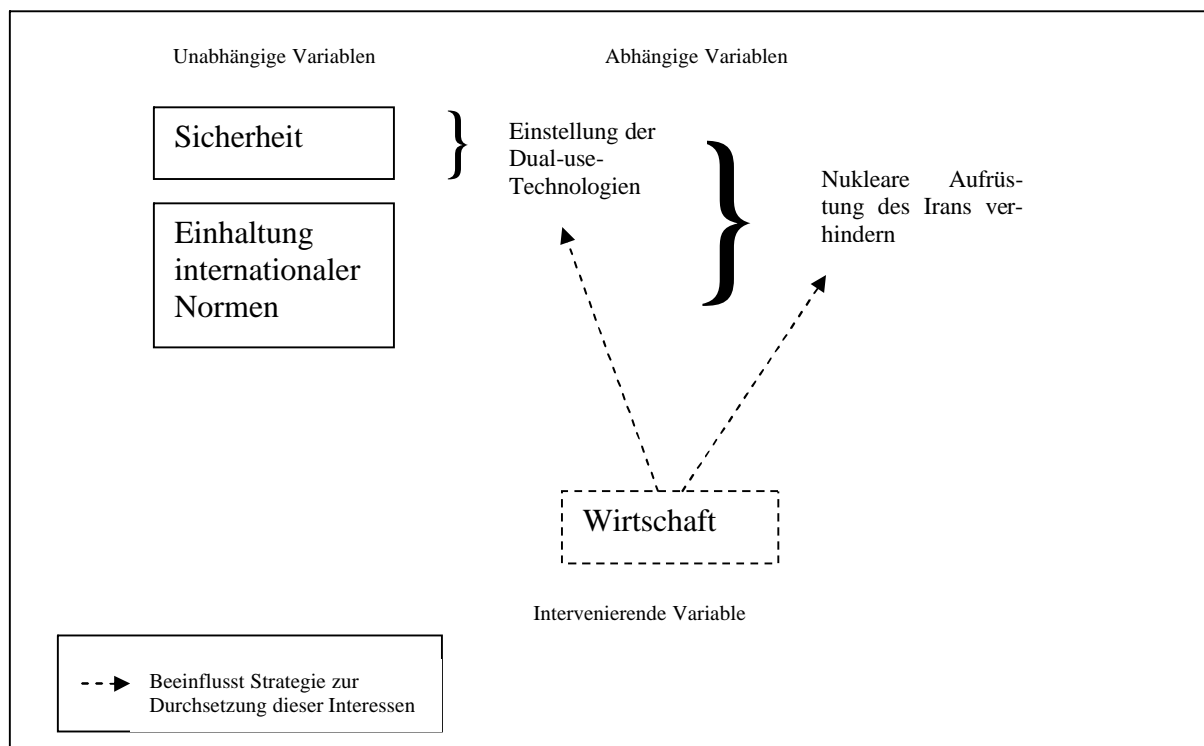 Unabhängige Variablen
Abhängige Variablen
Sicherheit
Einhaltung
internationaler
Normen
}
Einstellung der
Dual-use-
Technologien
}
Nukleare Aufrüs-
tung des Irans ver-
hindern
Wirtschaft
Intervenierende Variable
Beeinflusst Strategie zur
Durchsetzung dieser Interessen